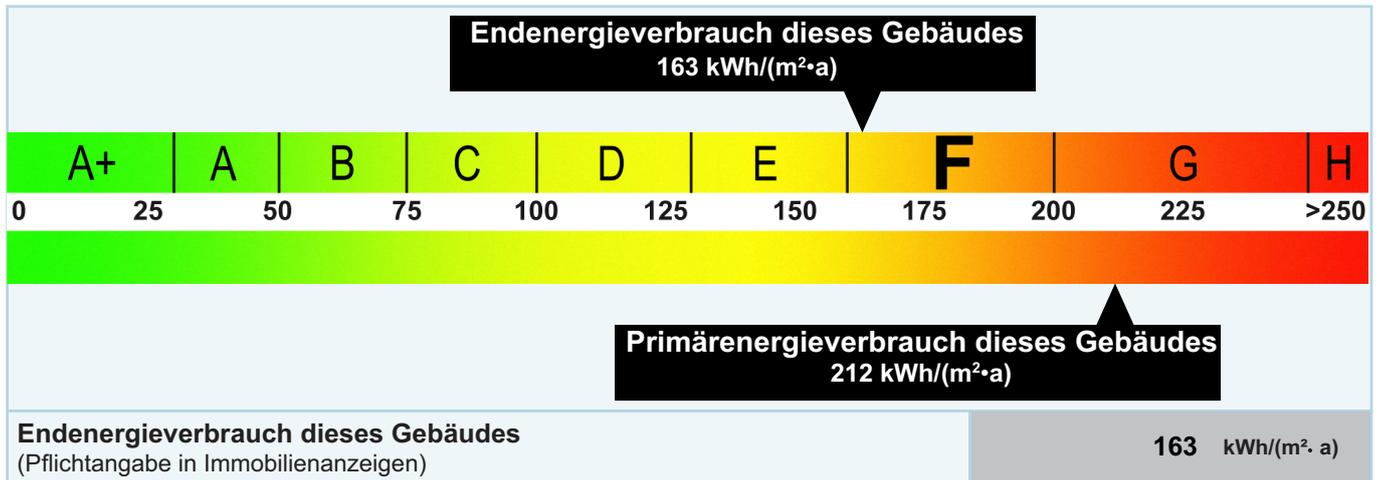 Endenergieverbrauch dieses Gebäudes
163 kWh/(m²•a)
A+ A B C D E F G H
0 25 50 75 100 125 150 175 200 225 >250
Primärenergieverbrauch dieses Gebäudes
212 kWh/(m²•a)
Endenergieverbrauch dieses Gebäudes
(Pflichtangabe in Immobilienanzeigen)
163 kWh/(m²· a)